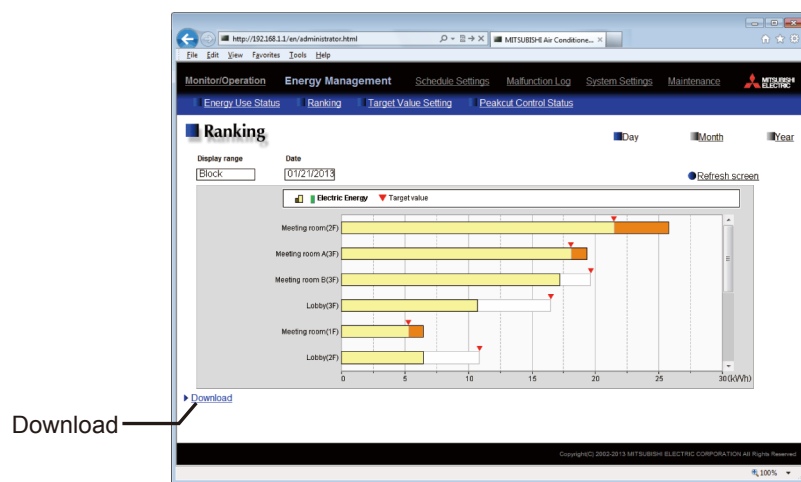 http://192.168.1.1/en/administrator.html
MITSUBISHI Air Conditione...
File Edit View Favorites Tools Help
Monitor/Operation Energy Management Schedule Settings Malfunction Log System Settings Maintenance MITSUBISHI ELECTRIC
Energy Use Status Ranking Target Value Setting Peakcut Control Status
Ranking
Day Month Year
Display range Date
Block 01/21/2013
Refresh screen
Electric Energy Target value
Meeting room(2F)
Meeting room A(3F)
Meeting room B(3F)
Lobby(3F)
Meeting room(1F)
Lobby(2F)
0 5 10 15 20 25 30(kWh)
Download
Download
Copyright(C) 2002-2013 MITSUBISHI ELECTRIC CORPORATION All Rights Reserved
100%